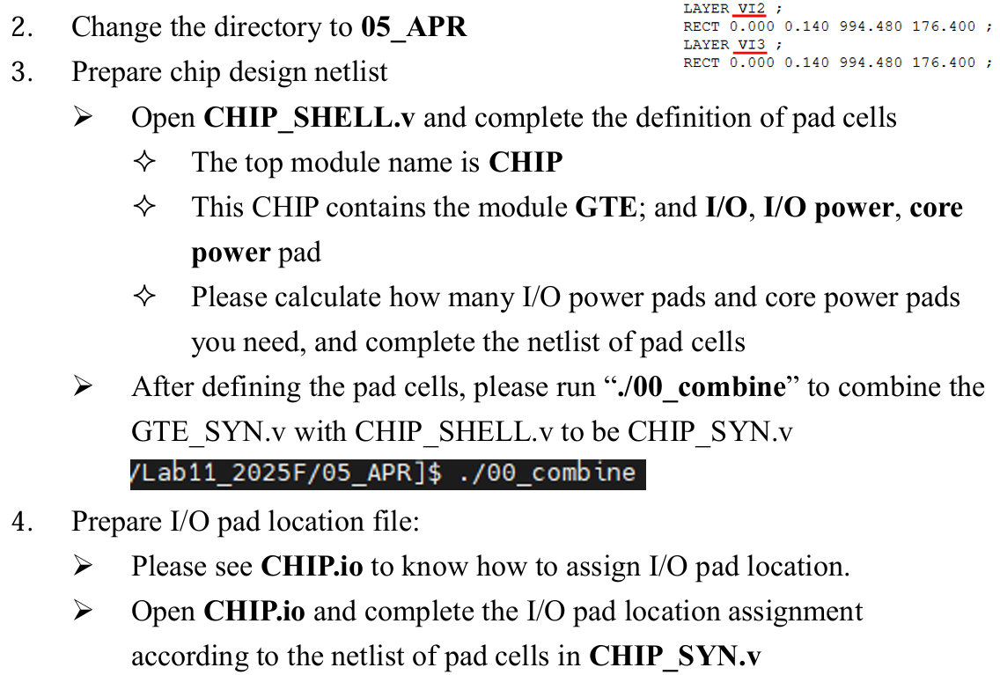 LAYER VI2 ;
RECT 0.000 0.140 994.480 176.400 ;
LAYER VI3 ;
RECT 0.000 0.140 994.480 176.400 ;
2. Change the directory to 05_APR
3. Prepare chip design netlist
➢ Open CHIP_SHELL.v and complete the definition of pad cells
✧ The top module name is CHIP
✧ This CHIP contains the module GTE; and I/O, I/O power, core
power pad
✧ Please calculate how many I/O power pads and core power pads
you need, and complete the netlist of pad cells
➢ After defining the pad cells, please run “./00_combine” to combine the
GTE_SYN.v with CHIP_SHELL.v to be CHIP_SYN.v
/Lab11_2025F/05_APR]$ ./00_combine
4. Prepare I/O pad location file:
➢ Please see CHIP.io to know how to assign I/O pad location.
➢ Open CHIP.io and complete the I/O pad location assignment
according to the netlist of pad cells in CHIP_SYN.v